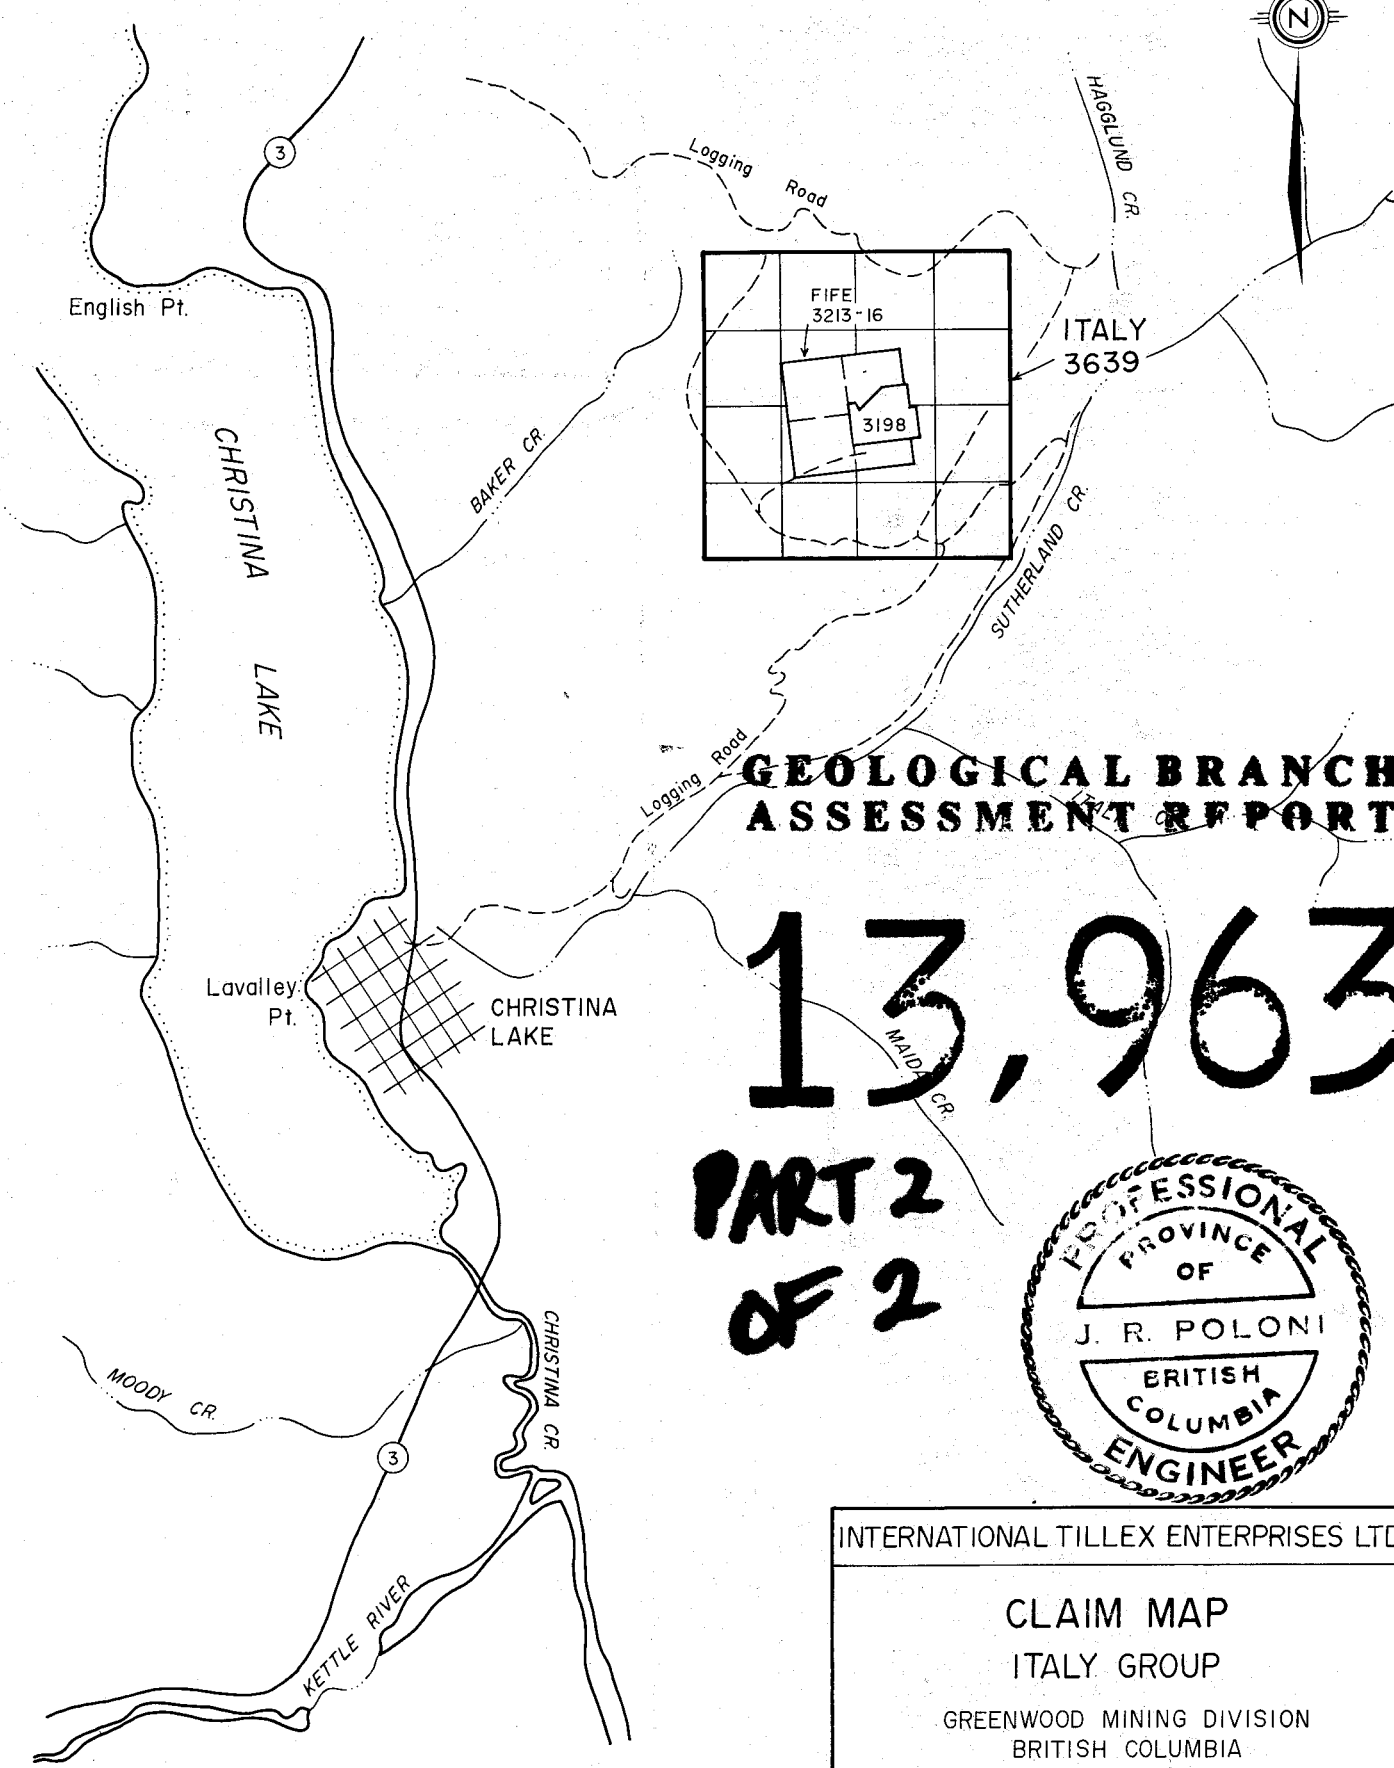 N
3
HAGGLUND CR.
Logging Road
English Pt.
FIFE
3213-16
ITALY
3639
3198
CHRISTINA LAKE
BAKER CR.
SUTHERLAND CR.
Logging Road
GEOLOGICAL BRANCH
ASSESSMENT REPORT
ITALY
13,963
Lavalley
Pt.
CHRISTINA
LAKE
MAIDA CR.
PART 2
OF 2
PROFESSIONAL
PROVINCE
OF
J. R. POLONI
BRITISH
COLUMBIA
ENGINEER
CHRISTINA CR.
MOODY CR.
3
KETTLE RIVER
INTERNATIONAL TILLEX ENTERPRISES LTD
CLAIM MAP
ITALY GROUP
GREENWOOD MINING DIVISION
BRITISH COLUMBIA